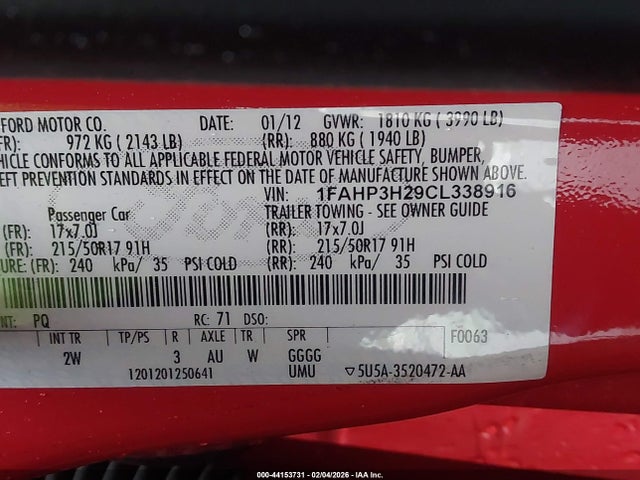 FORD MOTOR CO. DATE: 01/12 GVWR: 1810 KG ( 3990 LB)
FR): 972 KG ( 2143 LB) (RR): 880 KG ( 1940 LB)
EHICLE CONFORMS TO ALL APPLICABLE FEDERAL MOTOR VEHICLE SAFETY, BUMPER,
EFT PREVENTION STANDARDS IN EFFECT ON THE DATE OF MANUFACTURE SHOWN ABOVE.
VIN: 1FAHP3H29CL338916
Passenger Car TRAILER TOWING - SEE OWNER GUIDE
(FR): 17x7.0J (RR): 17x7.0J
(FR): 215/50R17 91H (RR): 215/50R17 91H
URE: (FR): 240 kPa/ 35 PSI COLD (RR): 240 kPa/ 35 PSI COLD
NT: PQ RC: 71 DSO:
INT TR TP/PS R AU TR SPR F0063
2W 3 AU W GGGG
1201201250641 UMU ▽5U5A-3520472-AA
000-44153731 - 02/04/2026 - IAAI, Inc.